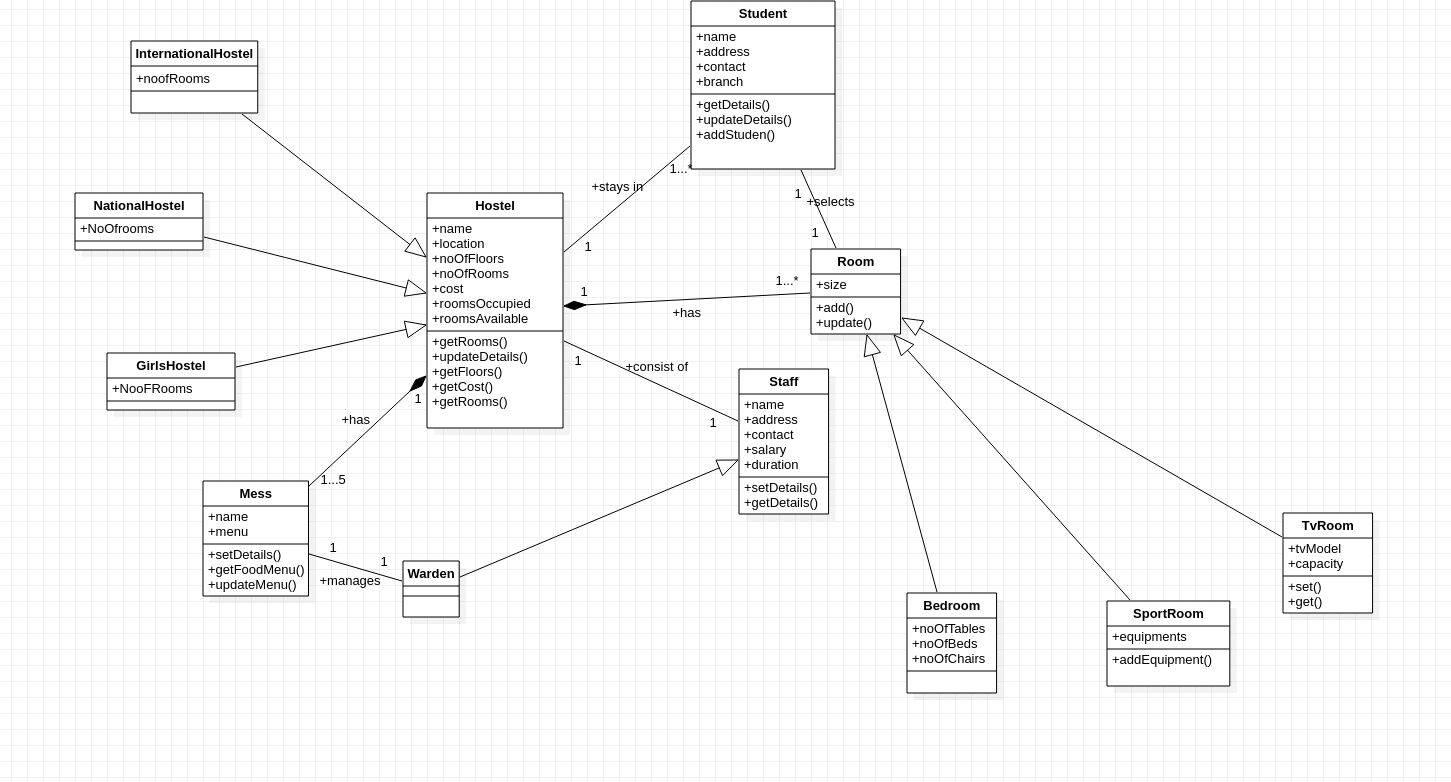 Student
+name
+address
+contact
+branch
+getDetails()
+updateDetails()
+addStuden()
InternationalHostel
+noofRooms
NationalHostel
+NoOfrooms
GirlsHostel
+NooFRooms
Hostel
+name
+location
+noOfFloors
+noOfRooms
+cost
+roomsOccupied
+roomsAvailable
+getRooms()
+updateDetails()
+getFloors()
+getCost()
+getRooms()
1...*
+stays in
1
1
+selects
1
Room
+size
+add()
+update()
1
1...*
+has
1
+consist of
1
Staff
+name
+address
+contact
+salary
+duration
+setDetails()
+getDetails()
1
+has
1...5
Mess
+name
+menu
+setDetails()
+getFoodMenu()
+updateMenu()
1
1
+manages
Warden
Bedroom
+noOfTables
+noOfBeds
+noOfChairs
SportRoom
+equipments
+addEquipment()
TvRoom
+tvModel
+capacity
+set()
+get()